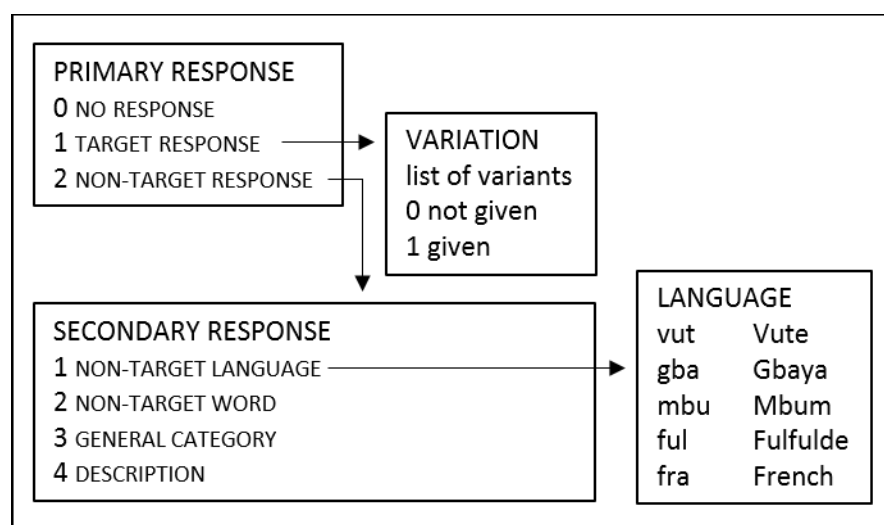 PRIMARY RESPONSE
0 NO RESPONSE
1 TARGET RESPONSE
2 NON-TARGET RESPONSE
VARIATION
list of variants
0 not given
1 given
SECONDARY RESPONSE
1 NON-TARGET LANGUAGE
2 NON-TARGET WORD
3 GENERAL CATEGORY
4 DESCRIPTION
LANGUAGE
vut Vute
gba Gbaya
mbu Mbum
ful Fulfulde
fra French